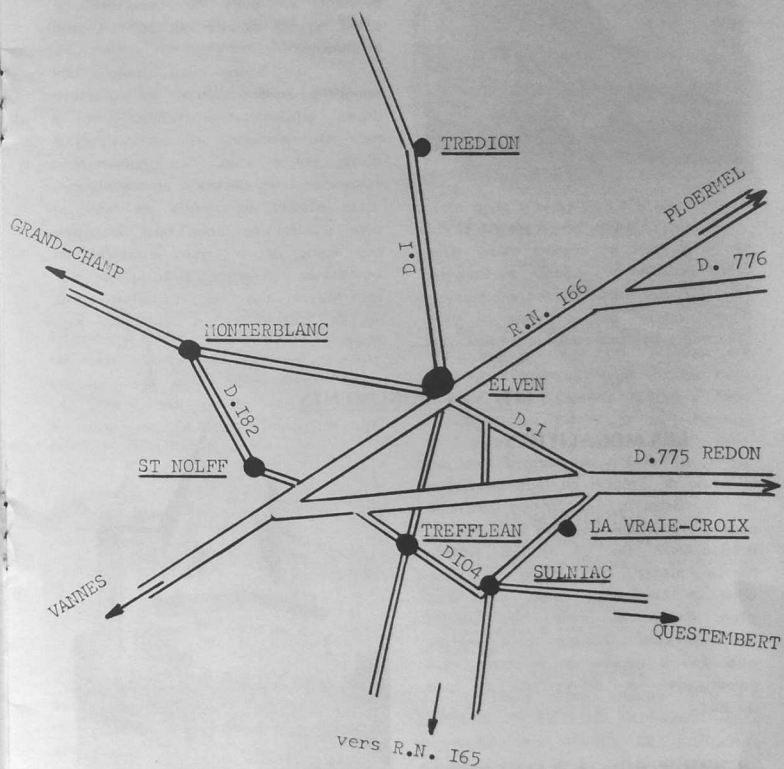 TREDION
PLOERMEL
GRAND-CHAMP
D.I
D. 776
R.N. I66
MONTERBLANC
ELVEN
D.I82
D.I
D.775 REDON
ST NOLFF
TREFFLEAN
LA VRAIE-CROIX
DI04
SULNIAC
VANNES
QUESTEMBERT
vers R.N. I65